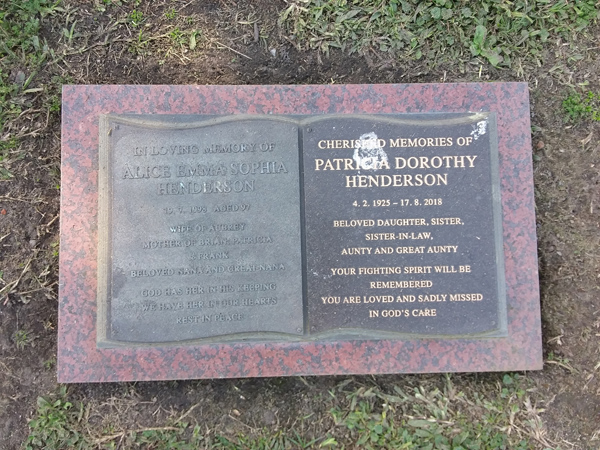 IN LOVING MEMORY OF
ALICE EMMA SOPHIA
HENDERSON
AGED 97
WIFE OF AUBREY
MOTHER OF BRIAN, PATRICIA
& FRANK
BELOVED NANA AND GREAT NANA
GOD HAS HER IN HIS KEEPING
WE HAVE HER IN OUR HEARTS
REST IN PEACE
CHERISHED MEMORIES OF
PATRICIA DOROTHY
HENDERSON
4. 2. 1925 – 17. 8. 2018
BELOVED DAUGHTER, SISTER,
SISTER-IN-LAW,
AUNTY AND GREAT AUNTY
YOUR FIGHTING SPIRIT WILL BE
REMEMBERED
YOU ARE LOVED AND SADLY MISSED
IN GOD'S CARE